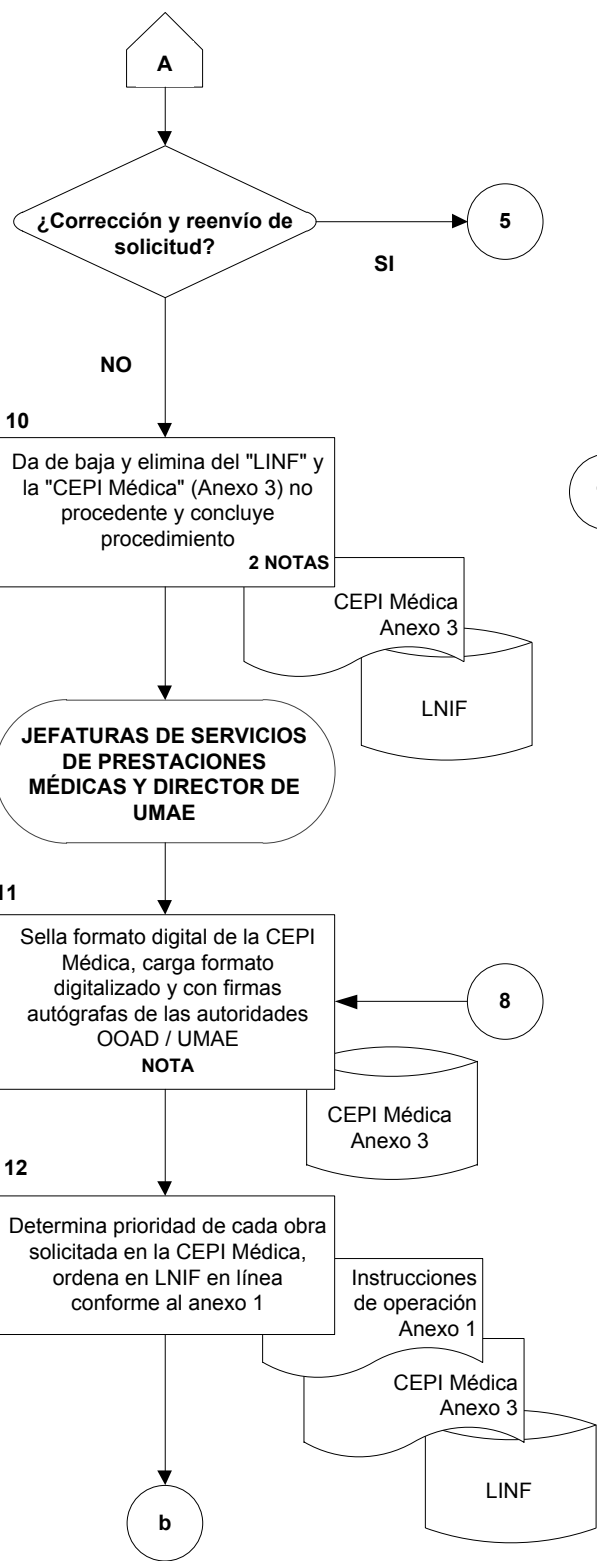 A
¿Corrección y reenvío de
solicitud?
5
SI
NO
10
Da de baja y elimina del "LINF" y
la "CEPI Médica" (Anexo 3) no
procedente y concluye
procedimiento
2 NOTAS
CEPI Médica
Anexo 3
LNIF
JEFATURAS DE SERVICIOS
DE PRESTACIONES
MÉDICAS Y DIRECTOR DE
UMAE
11
Sella formato digital de la CEPI
Médica, carga formato
digitalizado y con firmas
autógrafas de las autoridades
OOAD / UMAE
NOTA
8
CEPI Médica
Anexo 3
12
Determina prioridad de cada obra
solicitada en la CEPI Médica,
ordena en LNIF en línea
conforme al anexo 1
Instrucciones
de operación
Anexo 1
CEPI Médica
Anexo 3
LINF
b